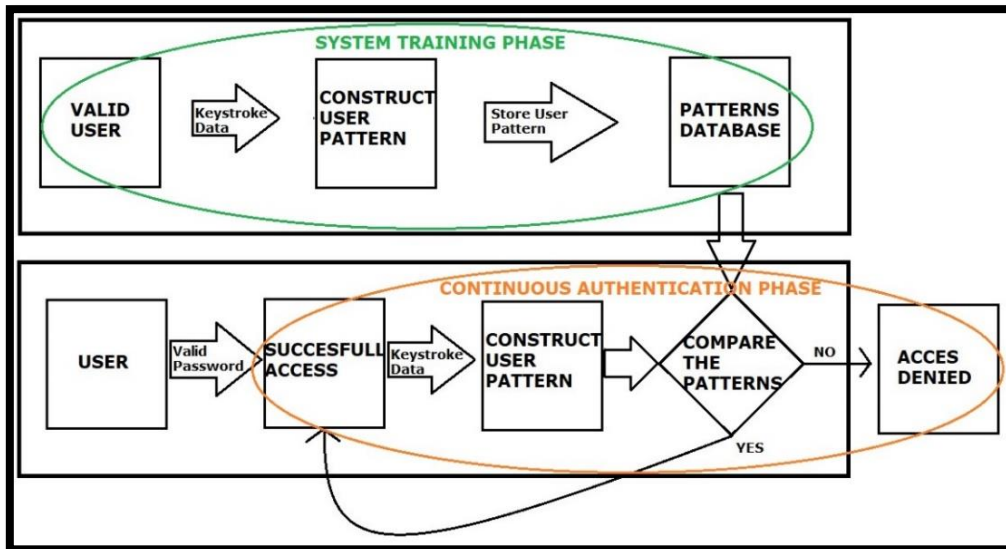 SYSTEM TRAINING PHASE
VALID
USER
Keystroke
Data
CONSTRUCT
USER
PATTERN
Store User
Pattern
PATTERNS
DATABASE
CONTINUOUS AUTHENTICATION PHASE
USER
Valid
Password
SUCCESFULL
ACCESS
Keystroke
Data
CONSTRUCT
USER
PATTERN
COMPARE
THE
PATTERNS
NO
YES
ACCES
DENIED